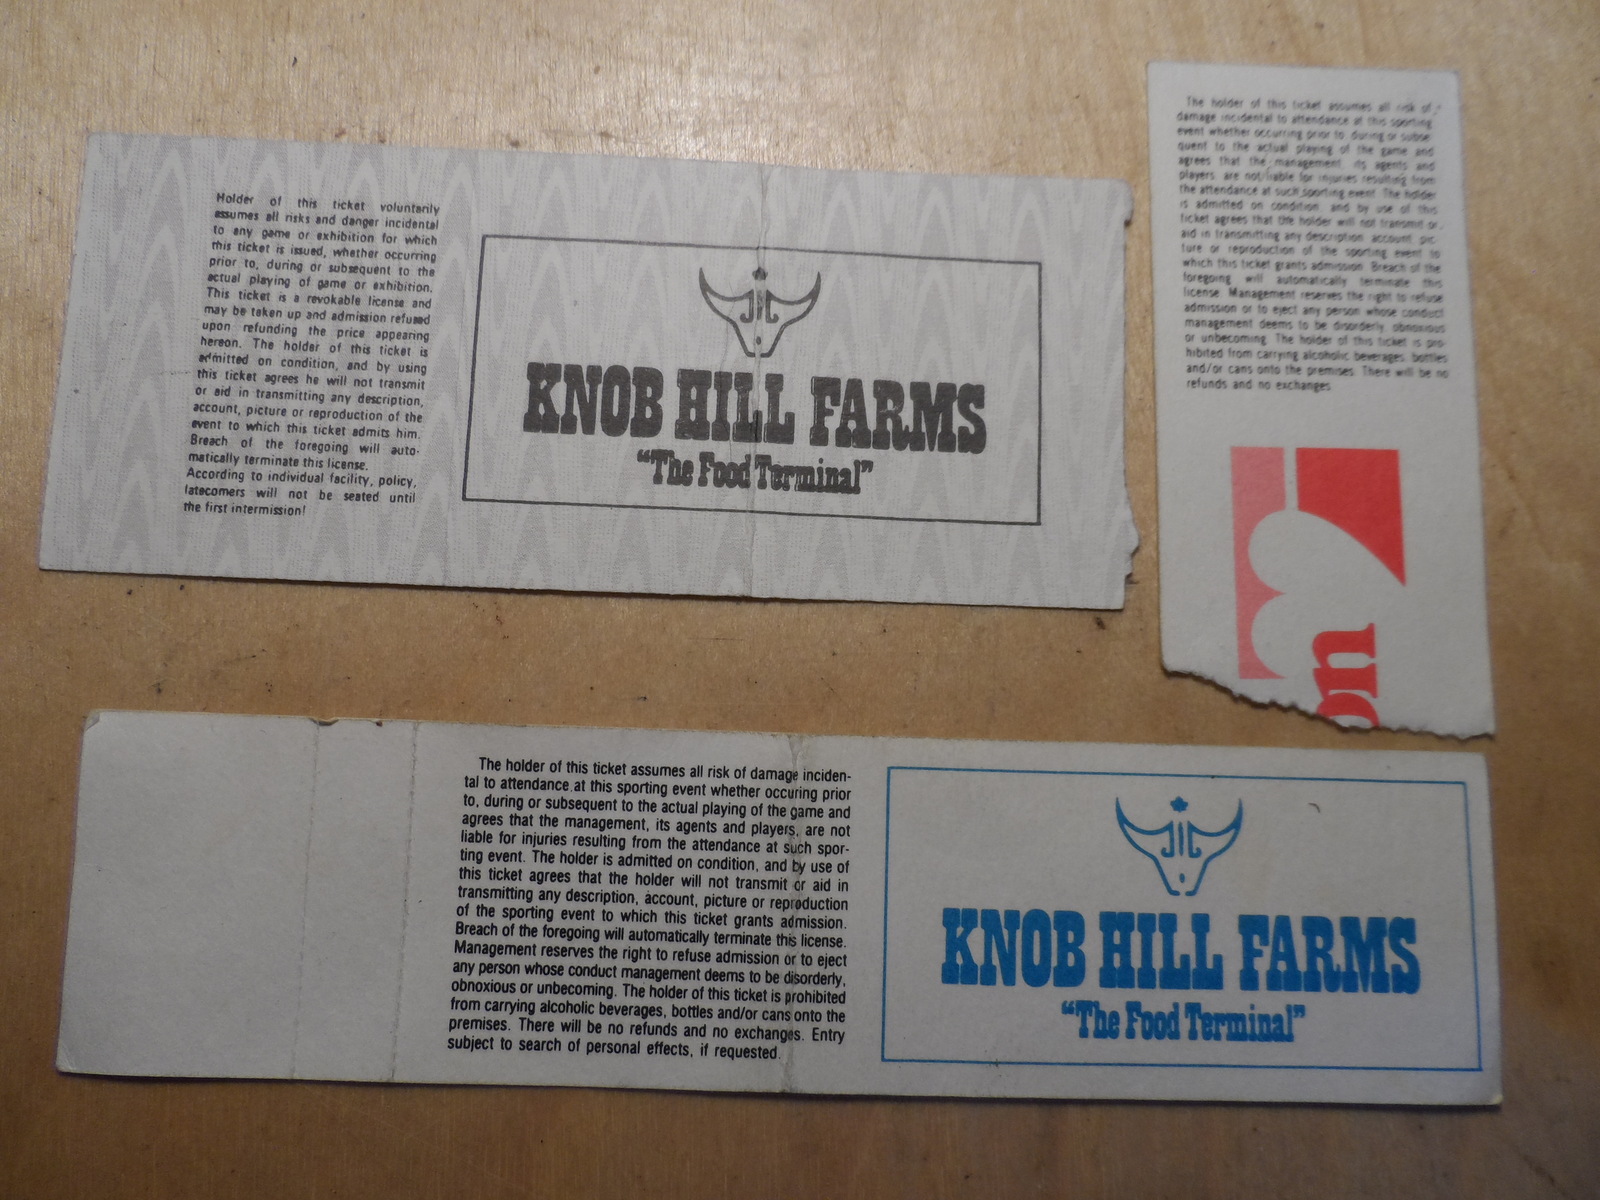 Holder of this ticket voluntarily
assumes all risks and danger incidental
to any game or exhibition for which
this ticket is issued, whether occurring
prior to, during or subsequent to the
actual playing of game or exhibition.
This ticket is a revokable license and
may be taken up and admission refused
upon refunding the price appearing
hereon. The holder of this ticket is
admitted on condition, and by using
this ticket agrees he will not transmit
or aid in transmitting any description,
account, picture or reproduction of the
event to which this ticket admits him.
Breach of the foregoing will auto-
matically terminate this license.
According to individual facility, policy,
latecomers will not be seated until
the first intermission!
KNOB HILL FARMS
"The Food Terminal"
The holder of this ticket assumes all risk of
damage incidental to attendance at this sporting
event whether occurring prior to, during or subse-
quent to the actual playing of the game and
agrees that the management, its agents and
players, are not liable for injuries resulting from
the attendance at such sporting event. The holder
is admitted on condition, and by use of this
ticket agrees that the holder will not transmit or
aid in transmitting any description, account, pic-
ture or reproduction of the sporting event to
which this ticket grants admission. Breach of the
foregoing will automatically terminate this
license. Management reserves the right to refuse
admission or to eject any person whose conduct
management deems to be disorderly, obnoxious
or unbecoming. The holder of this ticket is pro-
hibited from carrying alcoholic beverages, bottles
and/or cans onto the premises. There will be no
refunds and no exchanges.
on
The holder of this ticket assumes all risk of damage inciden-
tal to attendance at this sporting event whether occuring prior
to, during or subsequent to the actual playing of the game and
agrees that the management, its agents and players, are not
liable for injuries resulting from the attendance at such spor-
ting event. The holder is admitted on condition, and by use of
this ticket agrees that the holder will not transmit or aid in
transmitting any description, account, picture or reproduction
of the sporting event to which this ticket grants admission.
Breach of the foregoing will automatically terminate this license.
Management reserves the right to refuse admission or to eject
any person whose conduct management deems to be disorderly,
obnoxious or unbecoming. The holder of this ticket is prohibited
from carrying alcoholic beverages, bottles and/or cans onto the
premises. There will be no refunds and no exchanges. Entry
subject to search of personal effects, if requested.
KNOB HILL FARMS
"The Food Terminal"